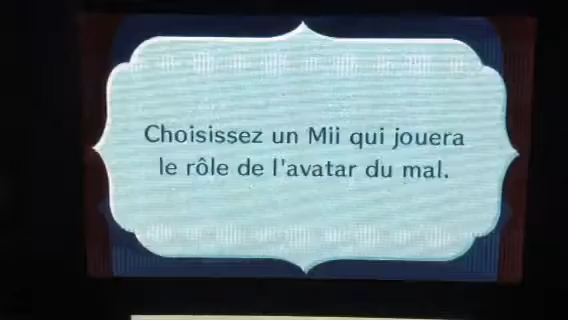 Choisissez un Mii qui jouera
le rôle de l'avatar du mal.